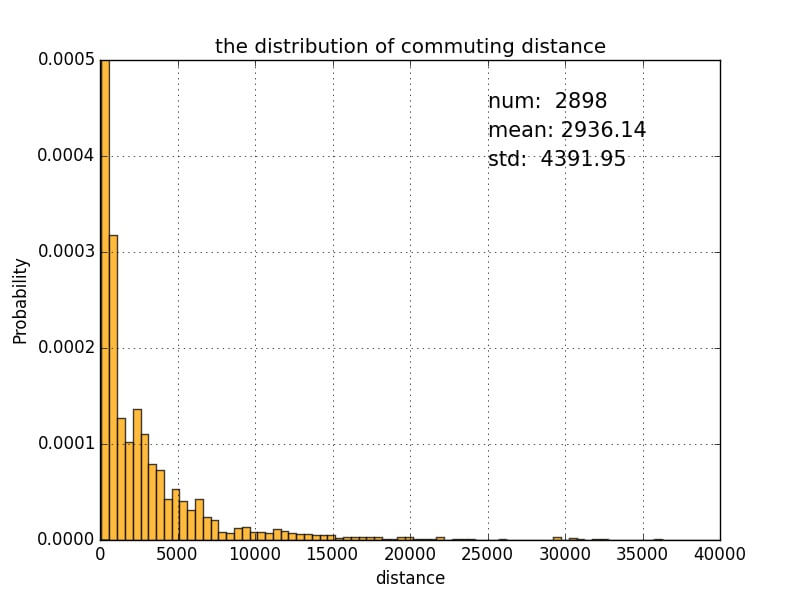 the distribution of commuting distance
num: 2898
mean: 2936.14
std: 4391.95
Probability
0.0005
0.0004
0.0003
0.0002
0.0001
0.0000
0 5000 10000 15000 20000 25000 30000 35000 40000
distance